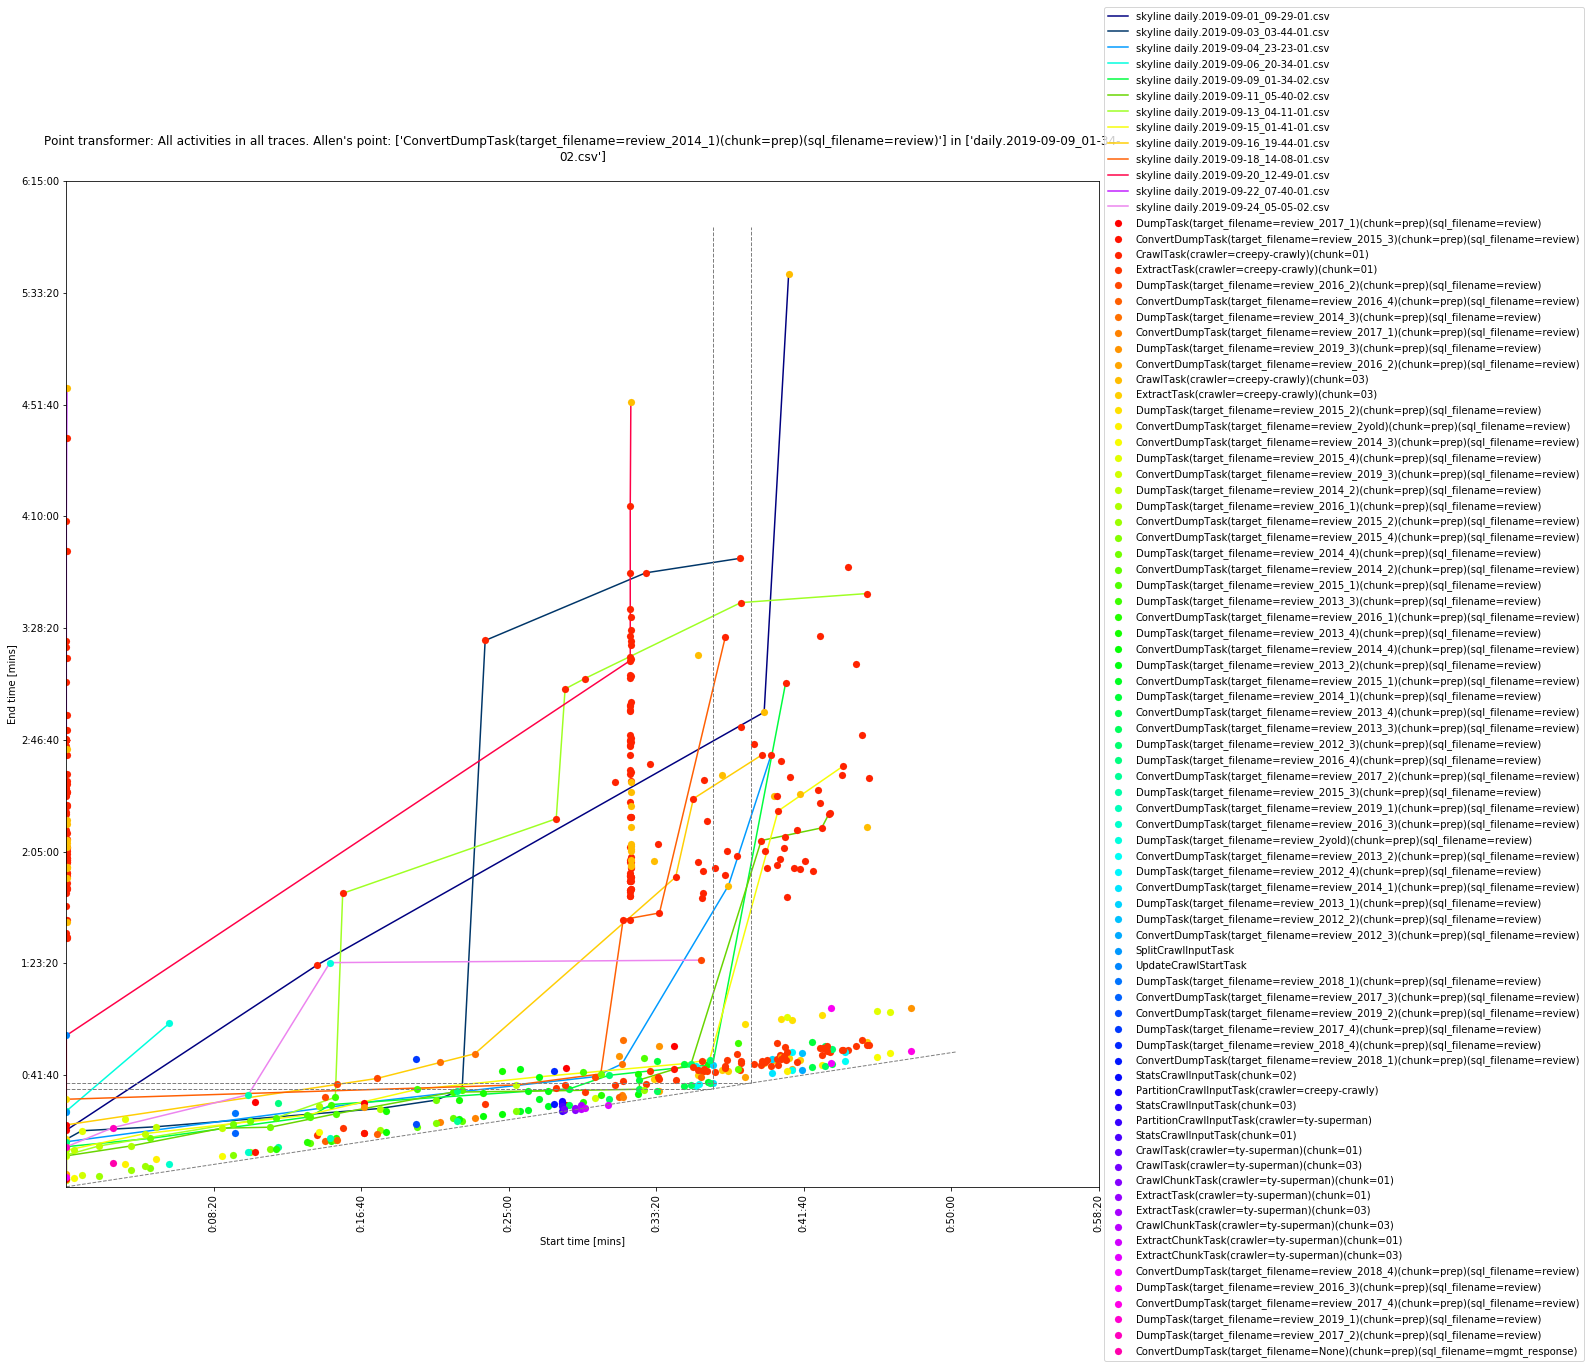 Point transformer: All activities in all traces. Allen's point: ['ConvertDumpTask(target_filename=review_2014_1)(chunk=prep)(sql_filename=review)'] in ['daily.2019-09-09_01-34-
02.csv']
6:15:00
5:33:20
4:51:40
4:10:00
3:28:20
2:46:40
2:05:00
1:23:20
0:41:40
End time [mins]
0:08:20
0:16:40
0:25:00
0:33:20
0:41:40
0:50:00
0:58:20
Start time [mins]
skyline daily.2019-09-01_09-29-01.csv
skyline daily.2019-09-03_03-44-01.csv
skyline daily.2019-09-04_23-23-01.csv
skyline daily.2019-09-06_20-34-01.csv
skyline daily.2019-09-09_01-34-02.csv
skyline daily.2019-09-11_05-40-02.csv
skyline daily.2019-09-13_04-11-01.csv
skyline daily.2019-09-15_01-41-01.csv
skyline daily.2019-09-16_19-44-01.csv
skyline daily.2019-09-18_14-08-01.csv
skyline daily.2019-09-20_12-49-01.csv
skyline daily.2019-09-22_07-40-01.csv
skyline daily.2019-09-24_05-05-02.csv
DumpTask(target_filename=review_2017_1)(chunk=prep)(sql_filename=review)
ConvertDumpTask(target_filename=review_2015_3)(chunk=prep)(sql_filename=review)
CrawlTask(crawler=creepy-crawly)(chunk=01)
ExtractTask(crawler=creepy-crawly)(chunk=01)
DumpTask(target_filename=review_2016_2)(chunk=prep)(sql_filename=review)
ConvertDumpTask(target_filename=review_2016_4)(chunk=prep)(sql_filename=review)
DumpTask(target_filename=review_2014_3)(chunk=prep)(sql_filename=review)
ConvertDumpTask(target_filename=review_2017_1)(chunk=prep)(sql_filename=review)
DumpTask(target_filename=review_2019_3)(chunk=prep)(sql_filename=review)
ConvertDumpTask(target_filename=review_2016_2)(chunk=prep)(sql_filename=review)
CrawlTask(crawler=creepy-crawly)(chunk=03)
ExtractTask(crawler=creepy-crawly)(chunk=03)
DumpTask(target_filename=review_2015_2)(chunk=prep)(sql_filename=review)
ConvertDumpTask(target_filename=review_2yold)(chunk=prep)(sql_filename=review)
ConvertDumpTask(target_filename=review_2014_3)(chunk=prep)(sql_filename=review)
DumpTask(target_filename=review_2015_4)(chunk=prep)(sql_filename=review)
ConvertDumpTask(target_filename=review_2019_3)(chunk=prep)(sql_filename=review)
DumpTask(target_filename=review_2014_2)(chunk=prep)(sql_filename=review)
DumpTask(target_filename=review_2016_1)(chunk=prep)(sql_filename=review)
ConvertDumpTask(target_filename=review_2015_2)(chunk=prep)(sql_filename=review)
ConvertDumpTask(target_filename=review_2015_4)(chunk=prep)(sql_filename=review)
DumpTask(target_filename=review_2014_4)(chunk=prep)(sql_filename=review)
ConvertDumpTask(target_filename=review_2014_2)(chunk=prep)(sql_filename=review)
DumpTask(target_filename=review_2015_1)(chunk=prep)(sql_filename=review)
DumpTask(target_filename=review_2013_3)(chunk=prep)(sql_filename=review)
ConvertDumpTask(target_filename=review_2016_1)(chunk=prep)(sql_filename=review)
DumpTask(target_filename=review_2013_4)(chunk=prep)(sql_filename=review)
ConvertDumpTask(target_filename=review_2014_4)(chunk=prep)(sql_filename=review)
DumpTask(target_filename=review_2013_2)(chunk=prep)(sql_filename=review)
ConvertDumpTask(target_filename=review_2015_1)(chunk=prep)(sql_filename=review)
DumpTask(target_filename=review_2014_1)(chunk=prep)(sql_filename=review)
ConvertDumpTask(target_filename=review_2013_4)(chunk=prep)(sql_filename=review)
ConvertDumpTask(target_filename=review_2013_3)(chunk=prep)(sql_filename=review)
DumpTask(target_filename=review_2012_3)(chunk=prep)(sql_filename=review)
DumpTask(target_filename=review_2016_4)(chunk=prep)(sql_filename=review)
ConvertDumpTask(target_filename=review_2017_2)(chunk=prep)(sql_filename=review)
DumpTask(target_filename=review_2015_3)(chunk=prep)(sql_filename=review)
ConvertDumpTask(target_filename=review_2019_1)(chunk=prep)(sql_filename=review)
ConvertDumpTask(target_filename=review_2016_3)(chunk=prep)(sql_filename=review)
DumpTask(target_filename=review_2yold)(chunk=prep)(sql_filename=review)
ConvertDumpTask(target_filename=review_2013_2)(chunk=prep)(sql_filename=review)
DumpTask(target_filename=review_2012_4)(chunk=prep)(sql_filename=review)
ConvertDumpTask(target_filename=review_2014_1)(chunk=prep)(sql_filename=review)
DumpTask(target_filename=review_2013_1)(chunk=prep)(sql_filename=review)
DumpTask(target_filename=review_2012_2)(chunk=prep)(sql_filename=review)
ConvertDumpTask(target_filename=review_2012_3)(chunk=prep)(sql_filename=review)
SplitCrawlInputTask
UpdateCrawlStartTask
DumpTask(target_filename=review_2018_1)(chunk=prep)(sql_filename=review)
ConvertDumpTask(target_filename=review_2017_3)(chunk=prep)(sql_filename=review)
ConvertDumpTask(target_filename=review_2019_2)(chunk=prep)(sql_filename=review)
DumpTask(target_filename=review_2017_4)(chunk=prep)(sql_filename=review)
DumpTask(target_filename=review_2018_4)(chunk=prep)(sql_filename=review)
ConvertDumpTask(target_filename=review_2018_1)(chunk=prep)(sql_filename=review)
StatsCrawlInputTask(chunk=02)
PartitionCrawlInputTask(crawler=creepy-crawly)
StatsCrawlInputTask(chunk=03)
PartitionCrawlInputTask(crawler=ty-superman)
StatsCrawlInputTask(chunk=01)
CrawlTask(crawler=ty-superman)(chunk=01)
CrawlTask(crawler=ty-superman)(chunk=03)
CrawlChunkTask(crawler=ty-superman)(chunk=01)
ExtractTask(crawler=ty-superman)(chunk=01)
ExtractTask(crawler=ty-superman)(chunk=03)
CrawlChunkTask(crawler=ty-superman)(chunk=03)
ExtractChunkTask(crawler=ty-superman)(chunk=01)
ExtractChunkTask(crawler=ty-superman)(chunk=03)
ConvertDumpTask(target_filename=review_2018_4)(chunk=prep)(sql_filename=review)
DumpTask(target_filename=review_2016_3)(chunk=prep)(sql_filename=review)
ConvertDumpTask(target_filename=review_2017_4)(chunk=prep)(sql_filename=review)
DumpTask(target_filename=review_2019_1)(chunk=prep)(sql_filename=review)
DumpTask(target_filename=review_2017_2)(chunk=prep)(sql_filename=review)
ConvertDumpTask(target_filename=None)(chunk=prep)(sql_filename=mgmt_response)